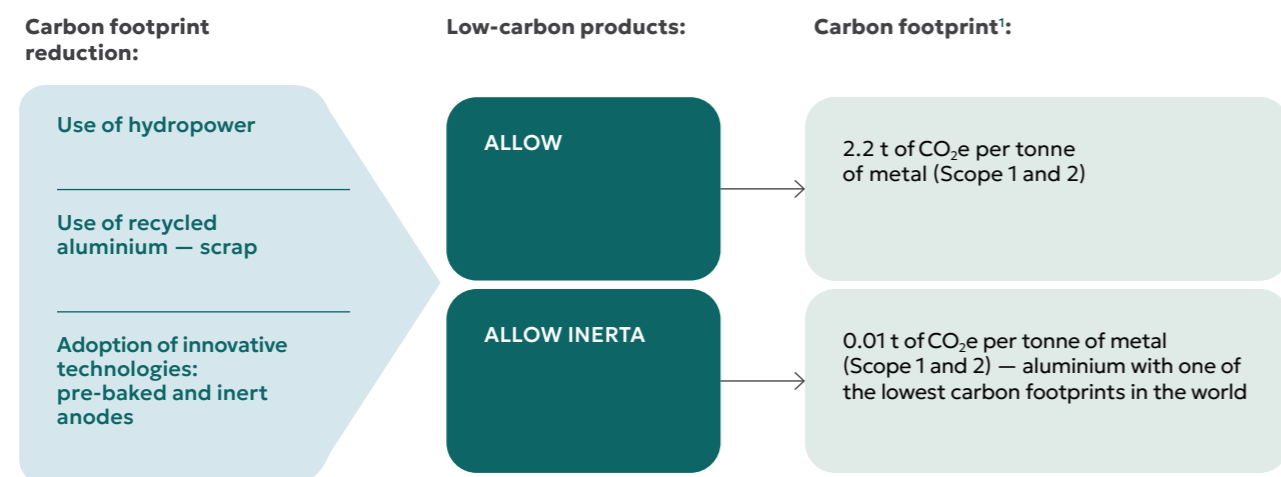 Carbon footprint
reduction:
Low-carbon products:
Carbon footprint¹:
Use of hydropower
Use of recycled
aluminium — scrap
Adoption of innovative
technologies:
pre-baked and inert
anodes
ALLOW
2.2 t of CO₂e per tonne
of metal (Scope 1 and 2)
ALLOW INERTA
0.01 t of CO₂e per tonne of metal
(Scope 1 and 2) — aluminium with one of
the lowest carbon footprints in the world